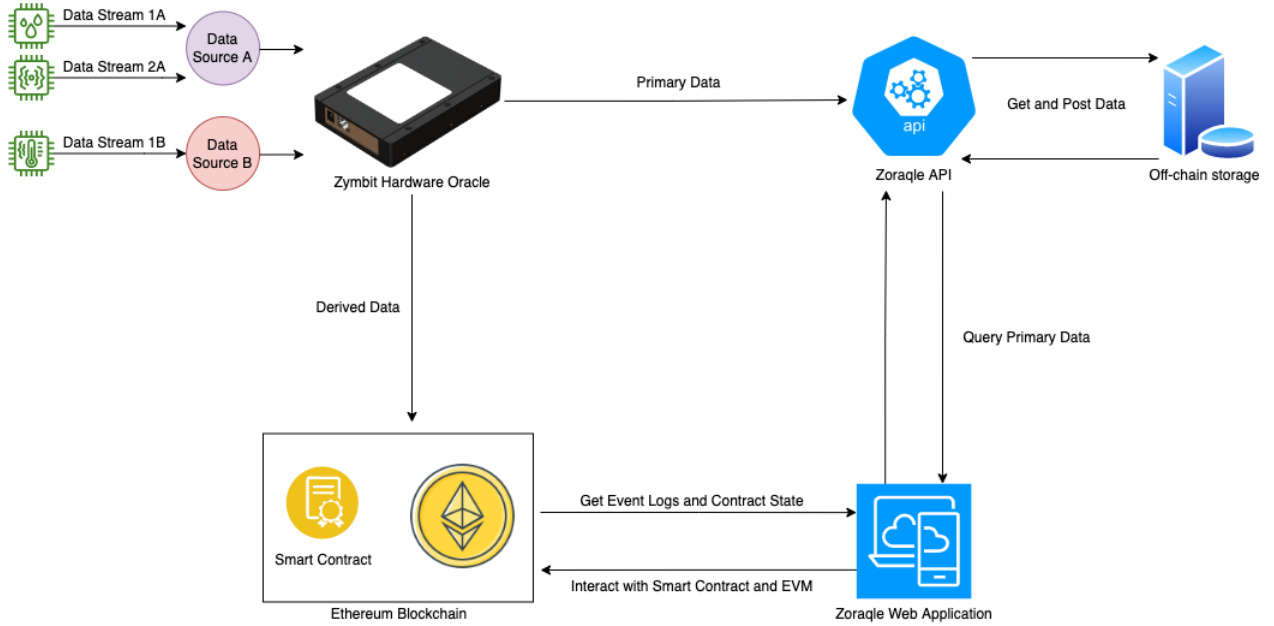 Data Stream 1A
Data
Source A
Data Stream 2A
Data Stream 1B
Data
Source B
Zymbit Hardware Oracle
Primary Data
api
Zoraqle API
Get and Post Data
Off-chain storage
Derived Data
Query Primary Data
Smart Contract
Ethereum Blockchain
Get Event Logs and Contract State
Interact with Smart Contract and EVM
Zoraqle Web Application